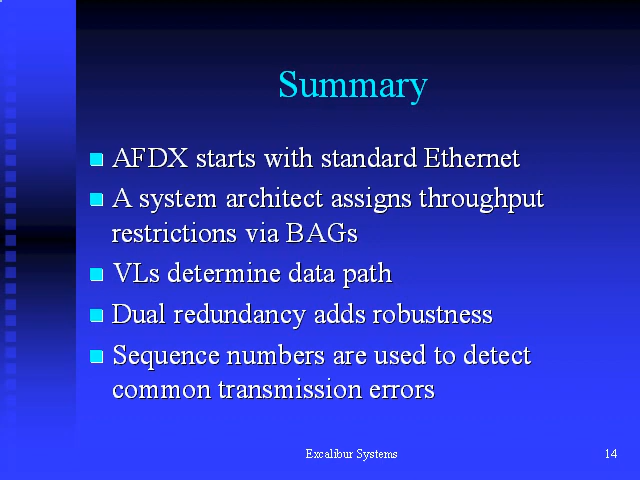 Summary
AFDX starts with standard Ethernet
A system architect assigns throughput
restrictions via BAGs
VLs determine data path
Dual redundancy adds robustness
Sequence numbers are used to detect
common transmission errors
Excalibur Systems
14